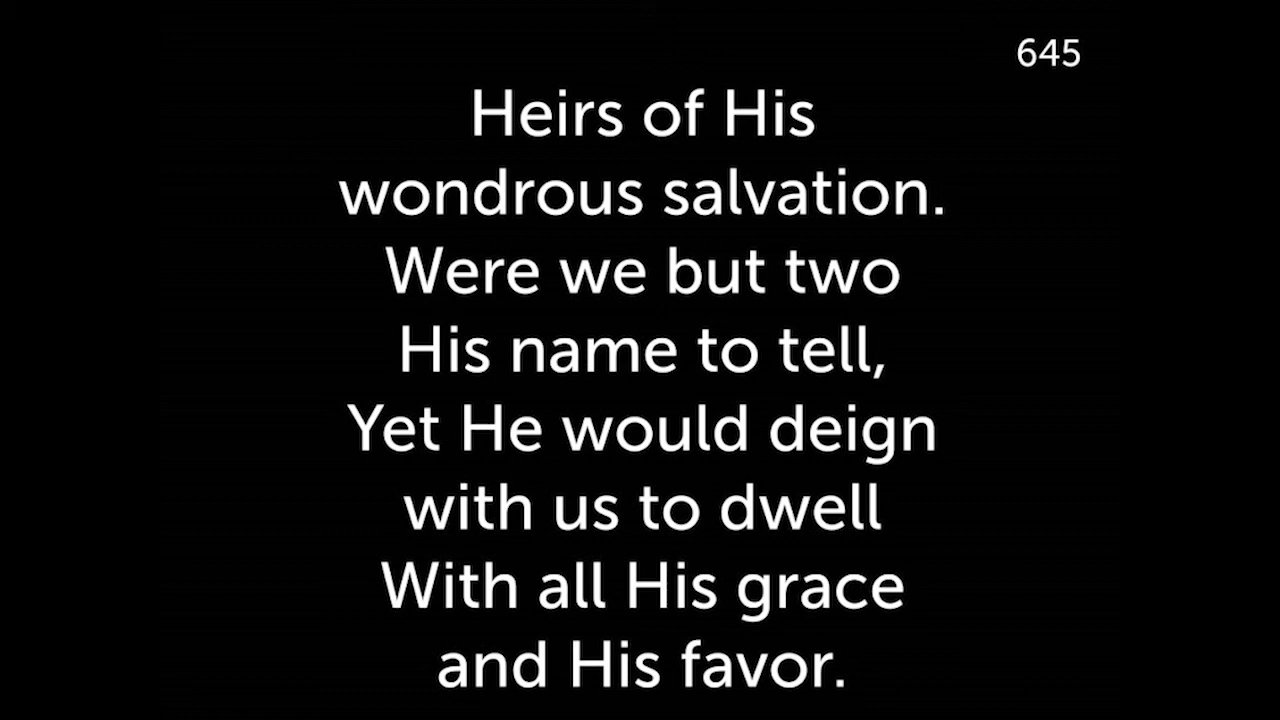 645
Heirs of His
wondrous salvation.
Were we but two
His name to tell,
Yet He would deign
with us to dwell
With all His grace
and His favor.